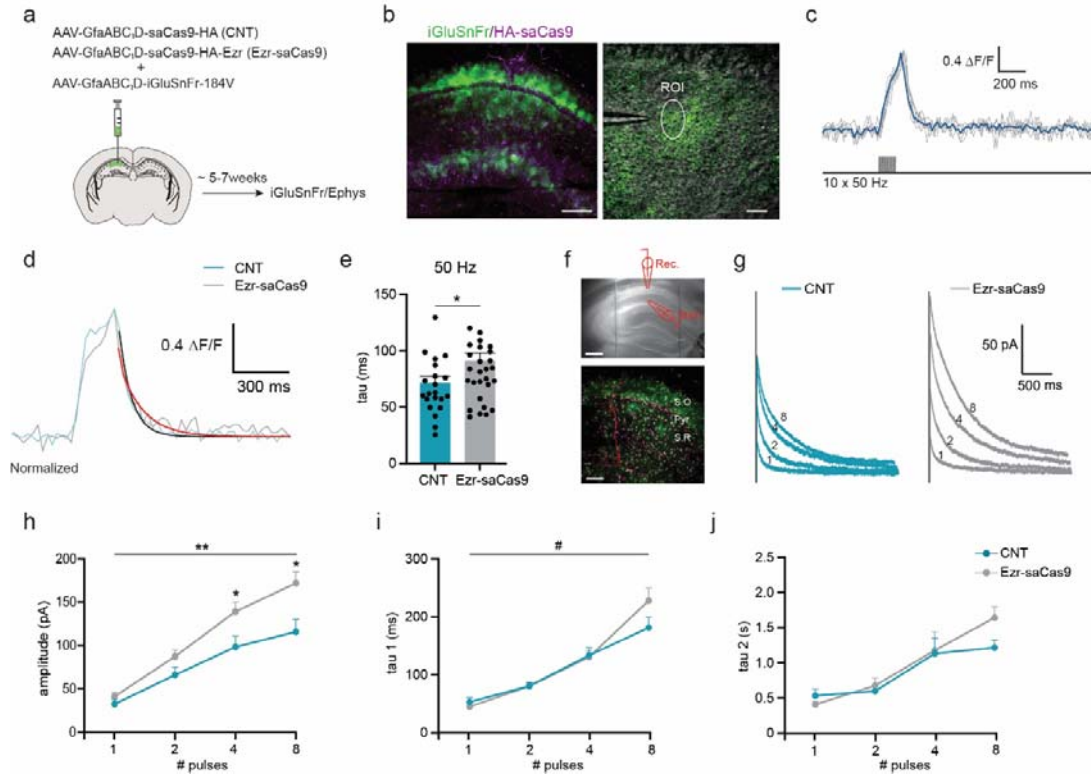 a
AAV-GfaABC₁D-saCas9-HA (CNT)
AAV-GfaABC₁D-saCas9-HA-Ezr (Ezr-saCas9)
+
AAV-GfaABC₁D-iGluSnFr-184V
~ 5-7weeks
iGluSnFr/Ephys
b
iGluSnFr/HA-saCas9
ROI
c
0.4 ΔF/F
200 ms
10 x 50 Hz
d
CNT
Ezr-saCas9
0.4 ΔF/F
300 ms
Normalized
e
50 Hz
*
tau (ms)
150
100
50
0
CNT
Ezr-saCas9
f
Rec.
S.O
Pyr
S.R
g
CNT
8
4
2
1
Ezr-saCas9
50 pA
500 ms
8
4
2
1
h
**
*
*
amplitude (pA)
200
150
100
50
0
1 2 4 8
# pulses
i
#
tau 1 (ms)
300
200
100
0
1 2 4 8
# pulses
j
CNT
Ezr-saCas9
tau 2 (s)
2.5
2.0
1.5
1.0
0.5
0.0
1 2 4 8
# pulses